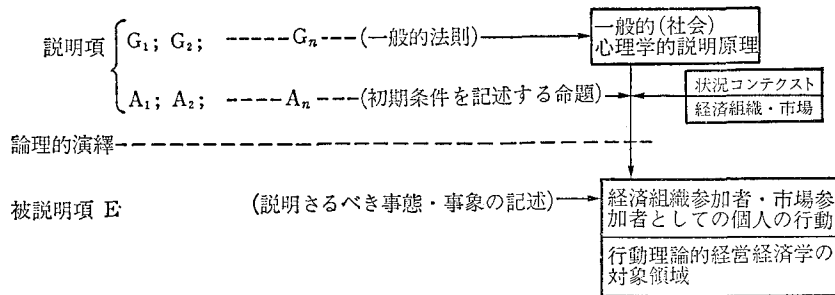 説明項
G₁; G₂; -----Gₙ---(一般的法則)
一般的(社会)
心理学的説明原理
A₁; A₂; ----Aₙ---(初期条件を記述する命題)
状況コンテクスト
経済組織・市場
論理的演繹
被説明項 E
(説明さるべき事態・事象の記述)
経済組織参加者・市場参
加者としての個人の行動
行動理論的経営経済学の
対象領域